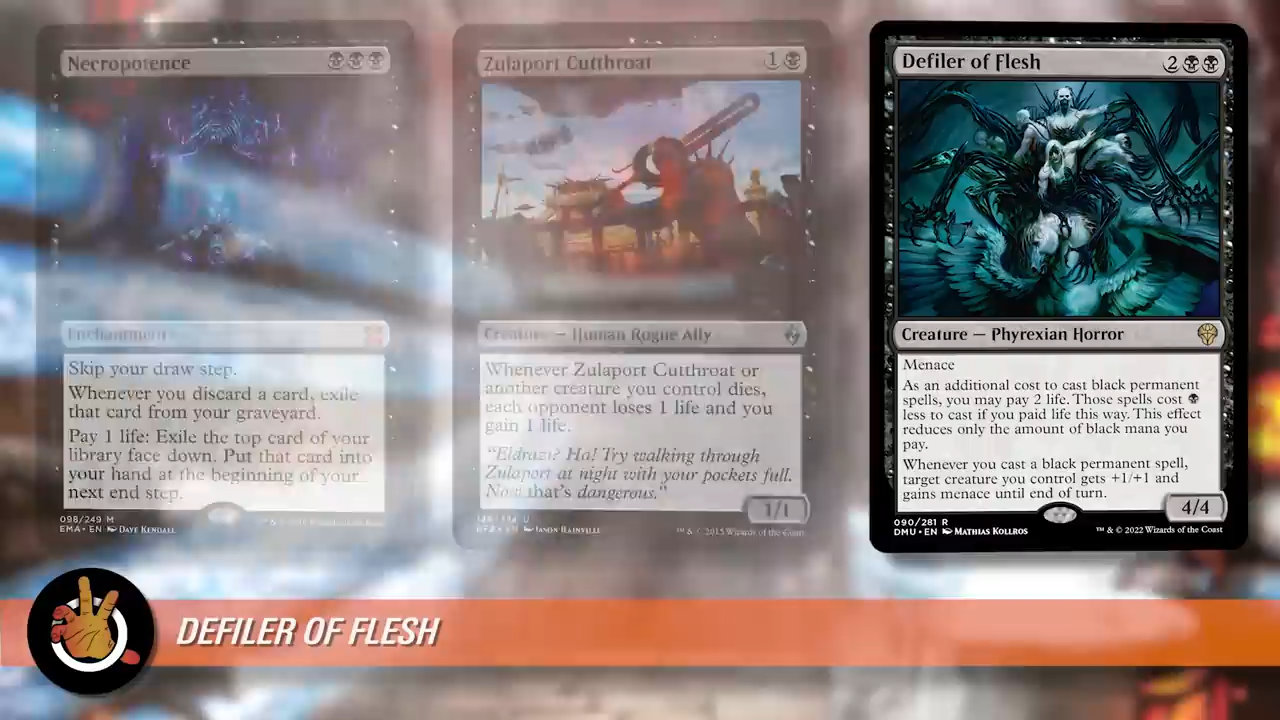 Necropotence
Enchantment
Skip your draw step.
Whenever you discard a card, exile
that card from your graveyard.
Pay 1 life: Exile the top card of your
library face down. Put that card into
your hand at the beginning of your
next end step.
098/249 M
EMA • EN Dave Kendall
Zulaport Cutthroat 1
Creature — Human Rogue Ally
Whenever Zulaport Cutthroat or
another creature you control dies,
each opponent loses 1 life and you
gain 1 life.
"Eldrazi? Ha! Try walking through
Zulaport at night with your pockets full.
Now that's dangerous."
1/1
EN Jason Rainville
™ & © 2015 Wizards of the Coast
Defiler of Flesh 2
Creature — Phyrexian Horror
Menace
As an additional cost to cast black permanent
spells, you may pay 2 life. Those spells cost
less to cast if you paid life this way. This effect
reduces only the amount of black mana you
pay.
Whenever you cast a black permanent spell,
target creature you control gets +1/+1 and
gains menace until end of turn.
4/4
090/281 R
DMU • EN Mathias Kollros
™ & © 2022 Wizards of the Coast
DEFILER OF FLESH